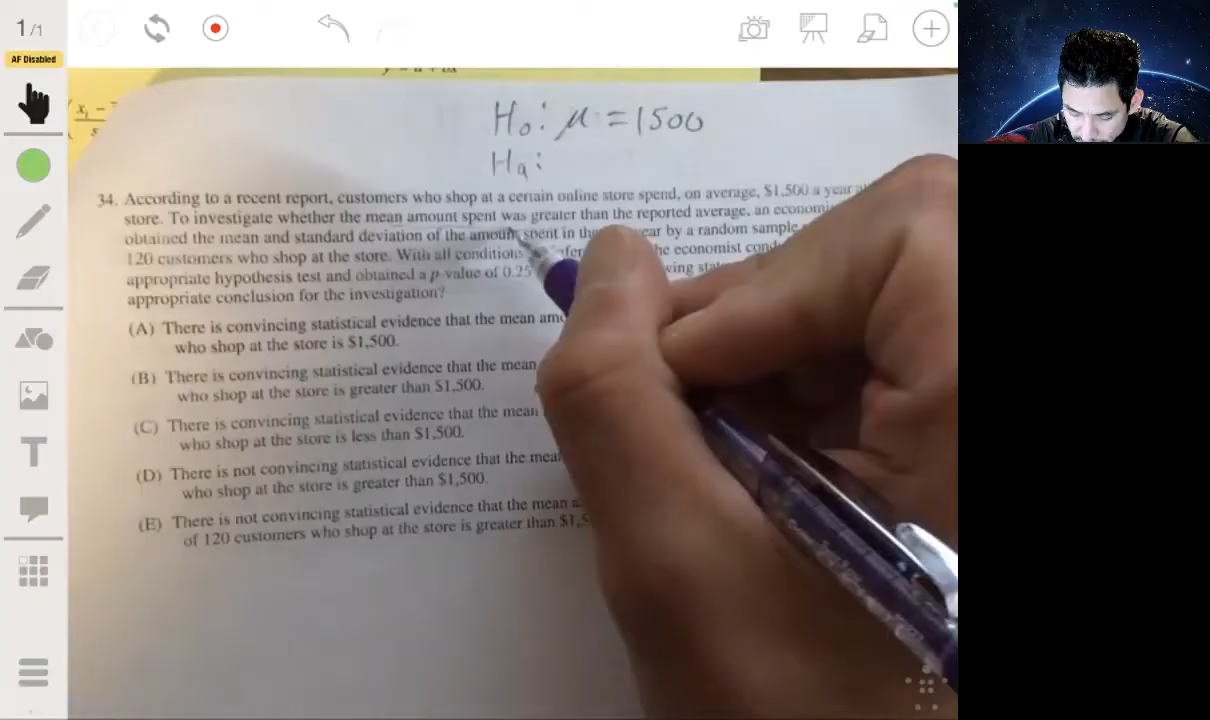 1/1
AF Disabled
H₀: μ = 1500
Hₐ:
34. According to a recent report, customers who shop at a certain online store spend, on average, $1,500 a year
store. To investigate whether the mean amount spent was greater than the reported average, an
obtained the mean and standard deviation of the amount spent in the year by a random sample
120 customers who shop at the store. With all the economist
appropriate hypothesis test and obtained a p-value of 0.25
appropriate conclusion for the investigation?
(A) There is convincing statistical evidence that the mean
who shop at the store is $1,500.
(B) There is convincing statistical evidence that the mean
who shop at the store is greater than $1,500.
(C) There is convincing statistical evidence that the mean
who shop at the store is less than $1,500.
(D) There is not convincing statistical evidence that the
who shop at the store is greater than $1,500.
(E) There is not convincing statistical evidence that the mean
of 120 customers who shop at the store is greater than
T